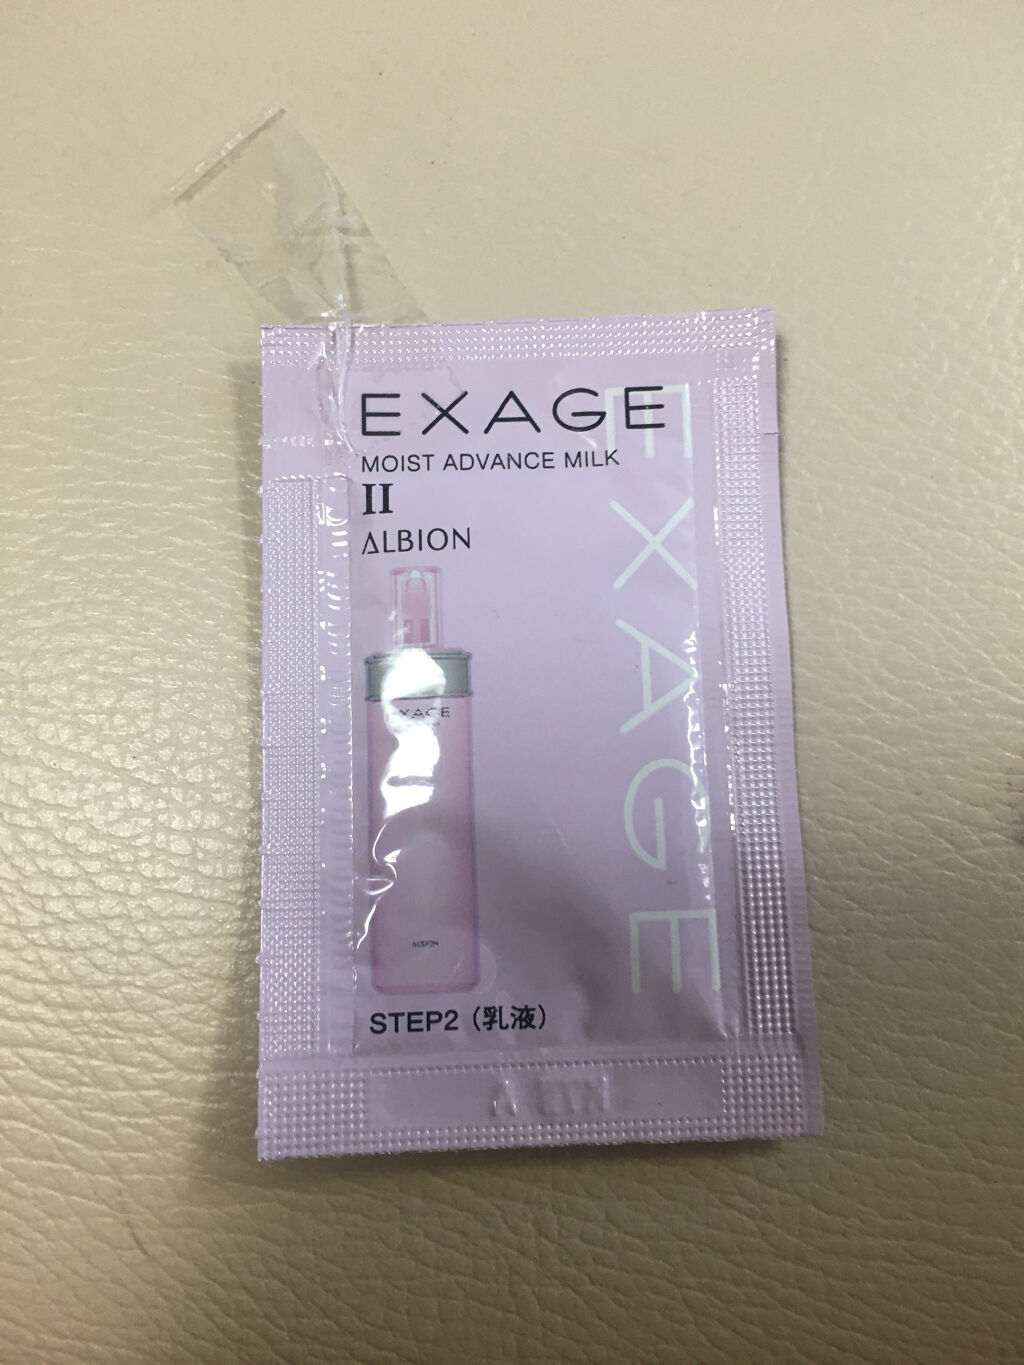 EXAGE
MOIST ADVANCE MILK
II
ALBION
EXAGE
EXAGE
ALBION
STEP2（乳液）